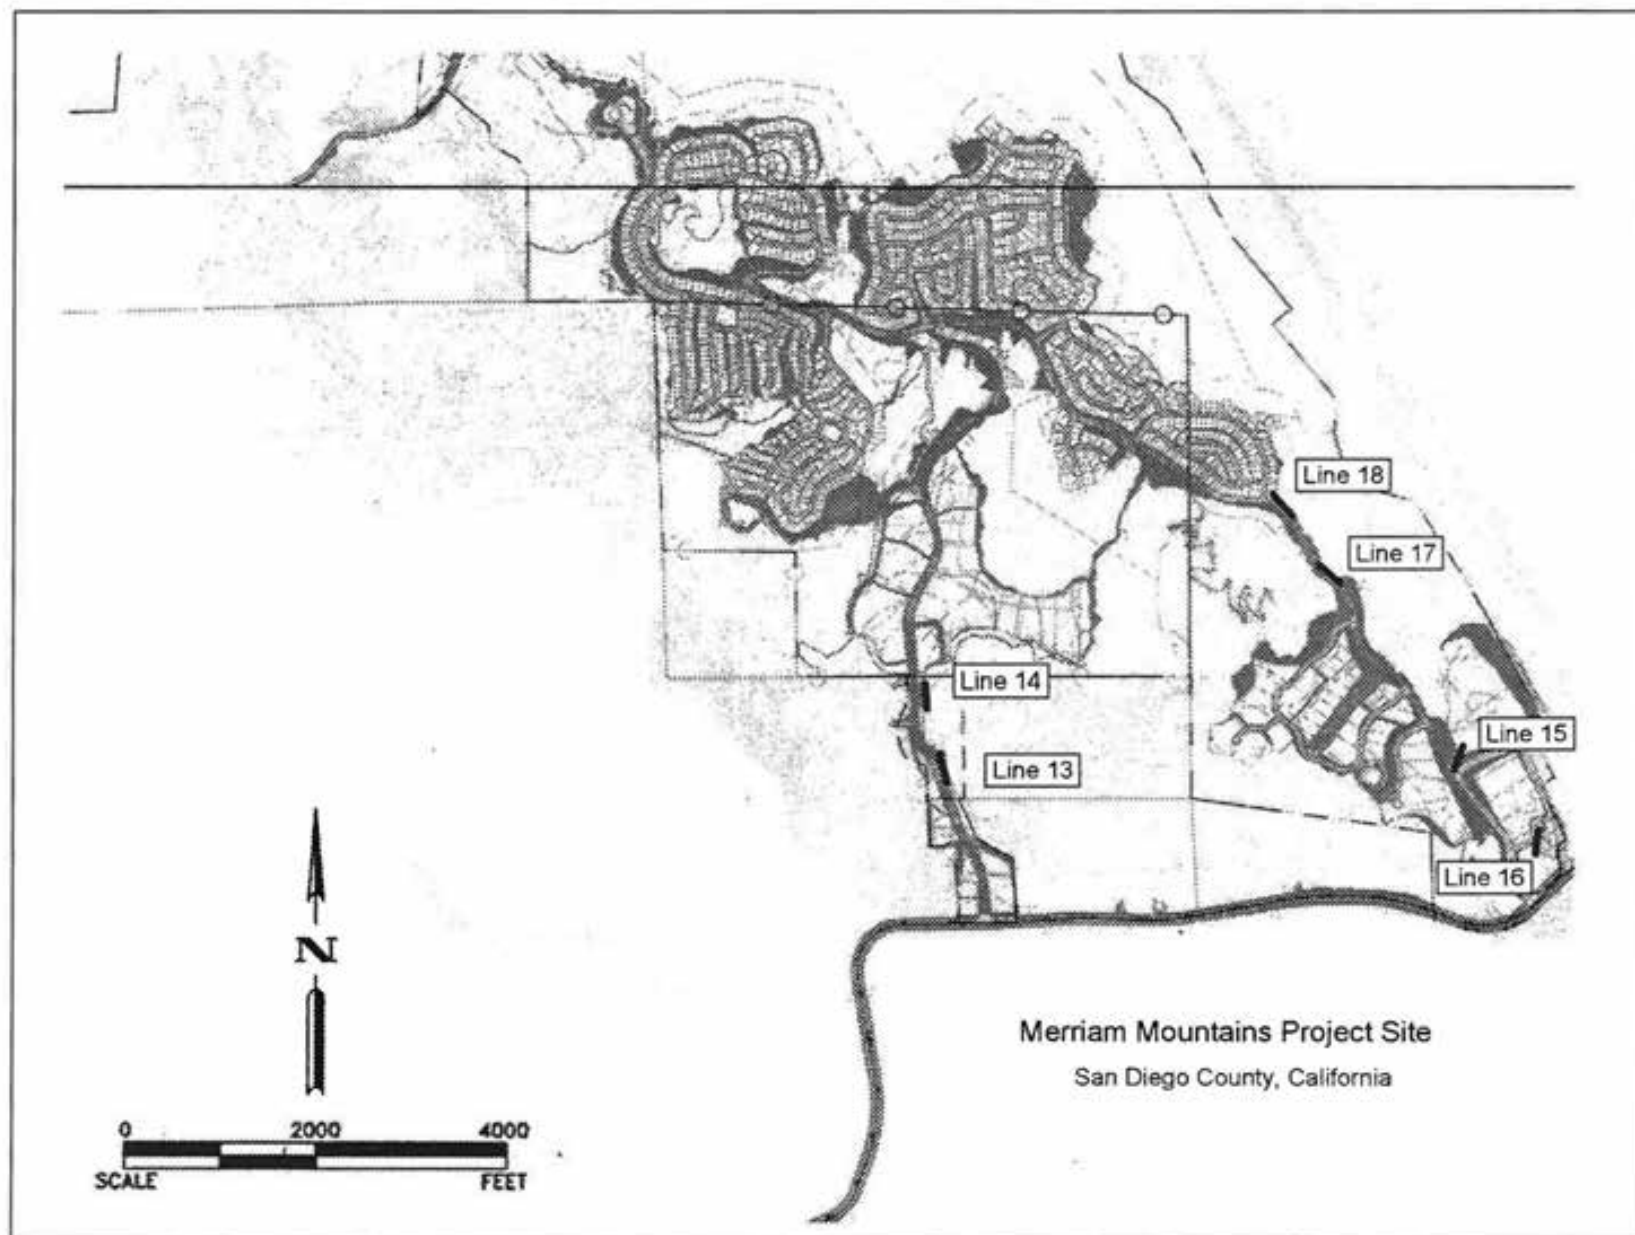 Line 18
Line 17
Line 14
Line 15
Line 13
Line 16
N
Merriam Mountains Project Site
San Diego County, California
0 2000 4000
SCALE FEET